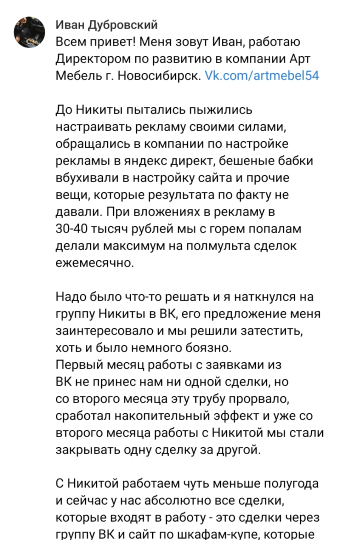 Иван Дубровский
Всем привет! Меня зовут Иван, работаю
Директором по развитию в компании Арт
Мебель г. Новосибирск. Vk.com/artmebel54
До Никиты пытались пыжились
настраивать рекламу своими силами,
обращались в компании по настройке
рекламы в яндекс директ, бешеные бабки
вбухивали в настройку сайта и прочие
вещи, которые результата по факту не
давали. При вложениях в рекламу в
30-40 тысяч рублей мы с горем попалам
делали максимум на полмульта сделок
ежемесячно.
Надо было что-то решать и я наткнулся на
группу Никиты в ВК, его предложение меня
заинтересовало и мы решили затестить,
хоть и было немного боязно.
Первый месяц работы с заявками из
ВК не принес нам ни одной сделки, но
со второго месяца эту трубу прорвало,
сработал накопительный эффект и уже со
второго месяца работы с Никитой мы стали
закрывать одну сделку за другой.
С Никитой работаем чуть меньше полугода
и сейчас у нас абсолютно все сделки,
которые входят в работу - это сделки через
группу ВК и сайт по шкафам-купе, которые